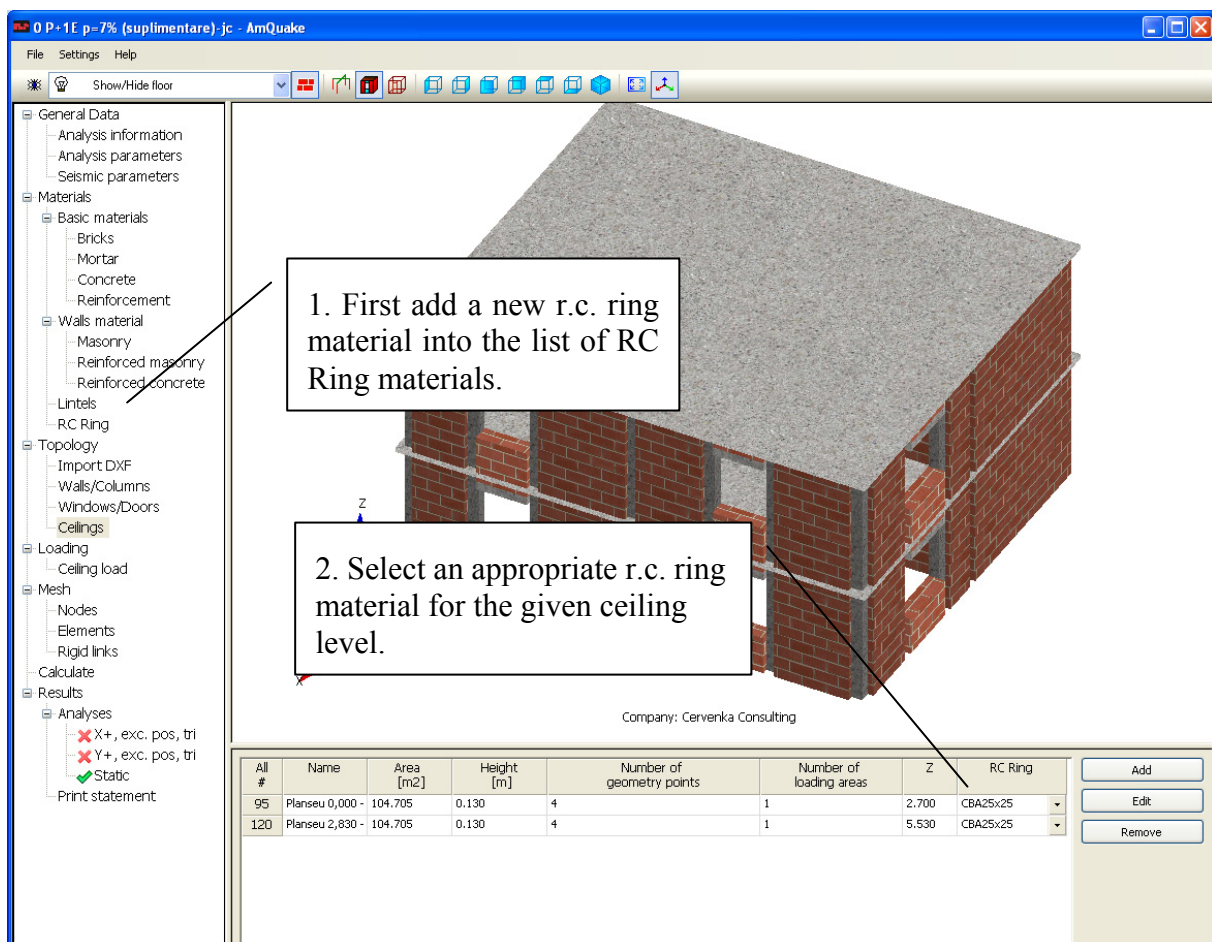 0 P+1E p=7% (suplimentare)-jc - AmQuake
File Settings Help
Show/Hide floor
General Data
Analysis information
Analysis parameters
Seismic parameters
Materials
Basic materials
Bricks
Mortar
Concrete
Reinforcement
Walls material
Masonry
Reinforced masonry
Reinforced concrete
Lintels
RC Ring
Topology
Import DXF
Walls/Columns
Windows/Doors
Ceilings
Loading
Ceiling load
Mesh
Nodes
Elements
Rigid links
Calculate
Results
Analyses
X+, exc. pos, tri
Y+, exc. pos, tri
Static
Print statement
1. First add a new r.c. ring
material into the list of RC
Ring materials.
Z
2. Select an appropriate r.c. ring
material for the given ceiling
level.
X
Company: Cervenka Consulting
All # Name Area [m2] Height [m] Number of geometry points Number of loading areas Z RC Ring
95 Planseu 0,000 - 104.705 0.130 4 1 2.700 CBA25x25
120 Planseu 2,830 - 104.705 0.130 4 1 5.530 CBA25x25
Add
Edit
Remove